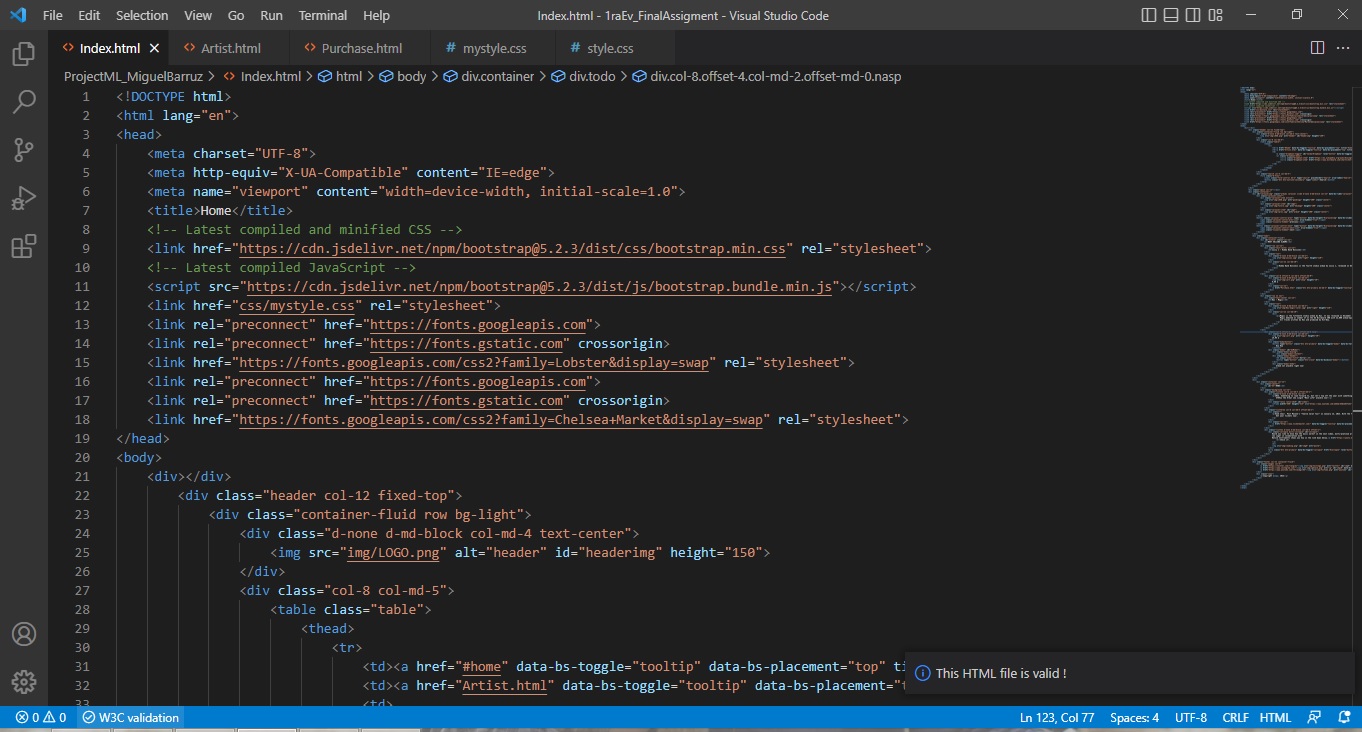 File Edit Selection View Go Run Terminal Help Index.html - 1raEv_FinalAssigment - Visual Studio Code
Index.html Artist.html Purchase.html # mystyle.css # style.css
ProjectML_MiguelBarruz > Index.html > html > body > div.container > div.todo > div.col-8.offset-4.col-md-2.offset-md-0.nasp
1 <!DOCTYPE html>
2 <html lang="en">
3 <head>
4 <meta charset="UTF-8">
5 <meta http-equiv="X-UA-Compatible" content="IE=edge">
6 <meta name="viewport" content="width=device-width, initial-scale=1.0">
7 <title>Home</title>
8 <!-- Latest compiled and minified CSS -->
9 <link href="https://cdn.jsdelivr.net/npm/bootstrap@5.2.3/dist/css/bootstrap.min.css" rel="stylesheet">
10 <!-- Latest compiled JavaScript -->
11 <script src="https://cdn.jsdelivr.net/npm/bootstrap@5.2.3/dist/js/bootstrap.bundle.min.js"></script>
12 <link href="css/mystyle.css" rel="stylesheet">
13 <link rel="preconnect" href="https://fonts.googleapis.com">
14 <link rel="preconnect" href="https://fonts.gstatic.com" crossorigin>
15 <link href="https://fonts.googleapis.com/css2?family=Lobster&display=swap" rel="stylesheet">
16 <link rel="preconnect" href="https://fonts.googleapis.com">
17 <link rel="preconnect" href="https://fonts.gstatic.com" crossorigin>
18 <link href="https://fonts.googleapis.com/css2?family=Chelsea+Market&display=swap" rel="stylesheet">
19 </head>
20 <body>
21 <div></div>
22 <div class="header col-12 fixed-top">
23 <div class="container-fluid row bg-light">
24 <div class="d-none d-md-block col-md-4 text-center">
25 <img src="img/LOGO.png" alt="header" id="headerimg" height="150">
26 </div>
27 <div class="col-8 col-md-5">
28 <table class="table">
29 <thead>
30 <tr>
31 <td><a href="#home" data-bs-toggle="tooltip" data-bs-placement="top" ti
32 <td><a href="Artist.html" data-bs-toggle="tooltip" data-bs-placement="t
33 <td>
This HTML file is valid !
0 0 W3C validation Ln 123, Col 77 Spaces: 4 UTF-8 CRLF HTML